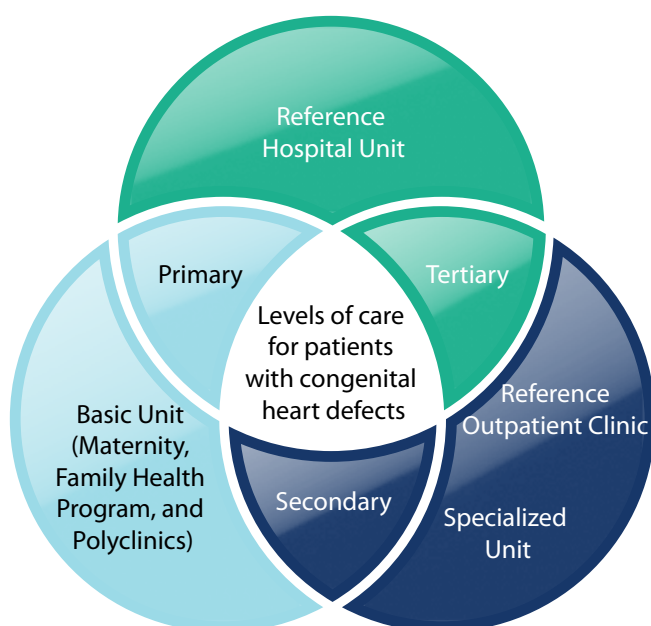 Reference
Hospital Unit
Primary
Tertiary
Levels of care
for patients
with congenital
heart defects
Basic Unit
(Maternity,
Family Health
Program, and
Polyclinics)
Reference
Outpatient Clinic
Secondary
Specialized
Unit